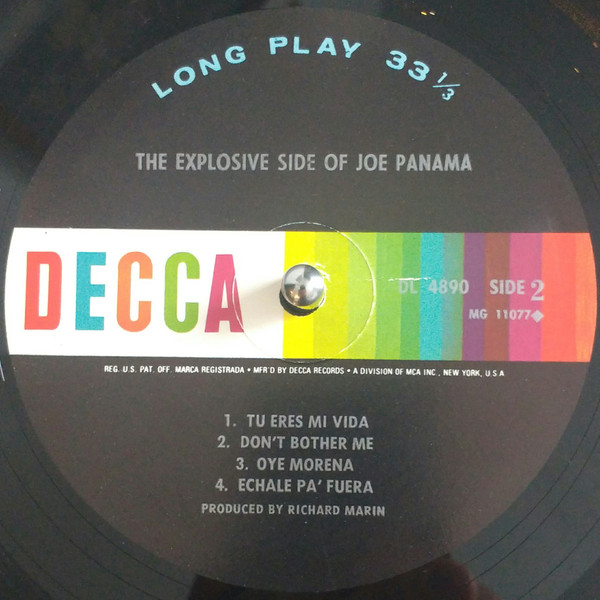 LONG PLAY 33 1/3
THE EXPLOSIVE SIDE OF JOE PANAMA
DECCA
DL 4890 SIDE 2
MG 11077◆
REG. U.S. PAT. OFF. MARCA REGISTRADA • MFR'D BY DECCA RECORDS • A DIVISION OF MCA INC., NEW YORK, U.S.A
1. TU ERES MI VIDA
2. DON'T BOTHER ME
3. OYE MORENA
4. ECHALE PA' FUERA
PRODUCED BY RICHARD MARIN